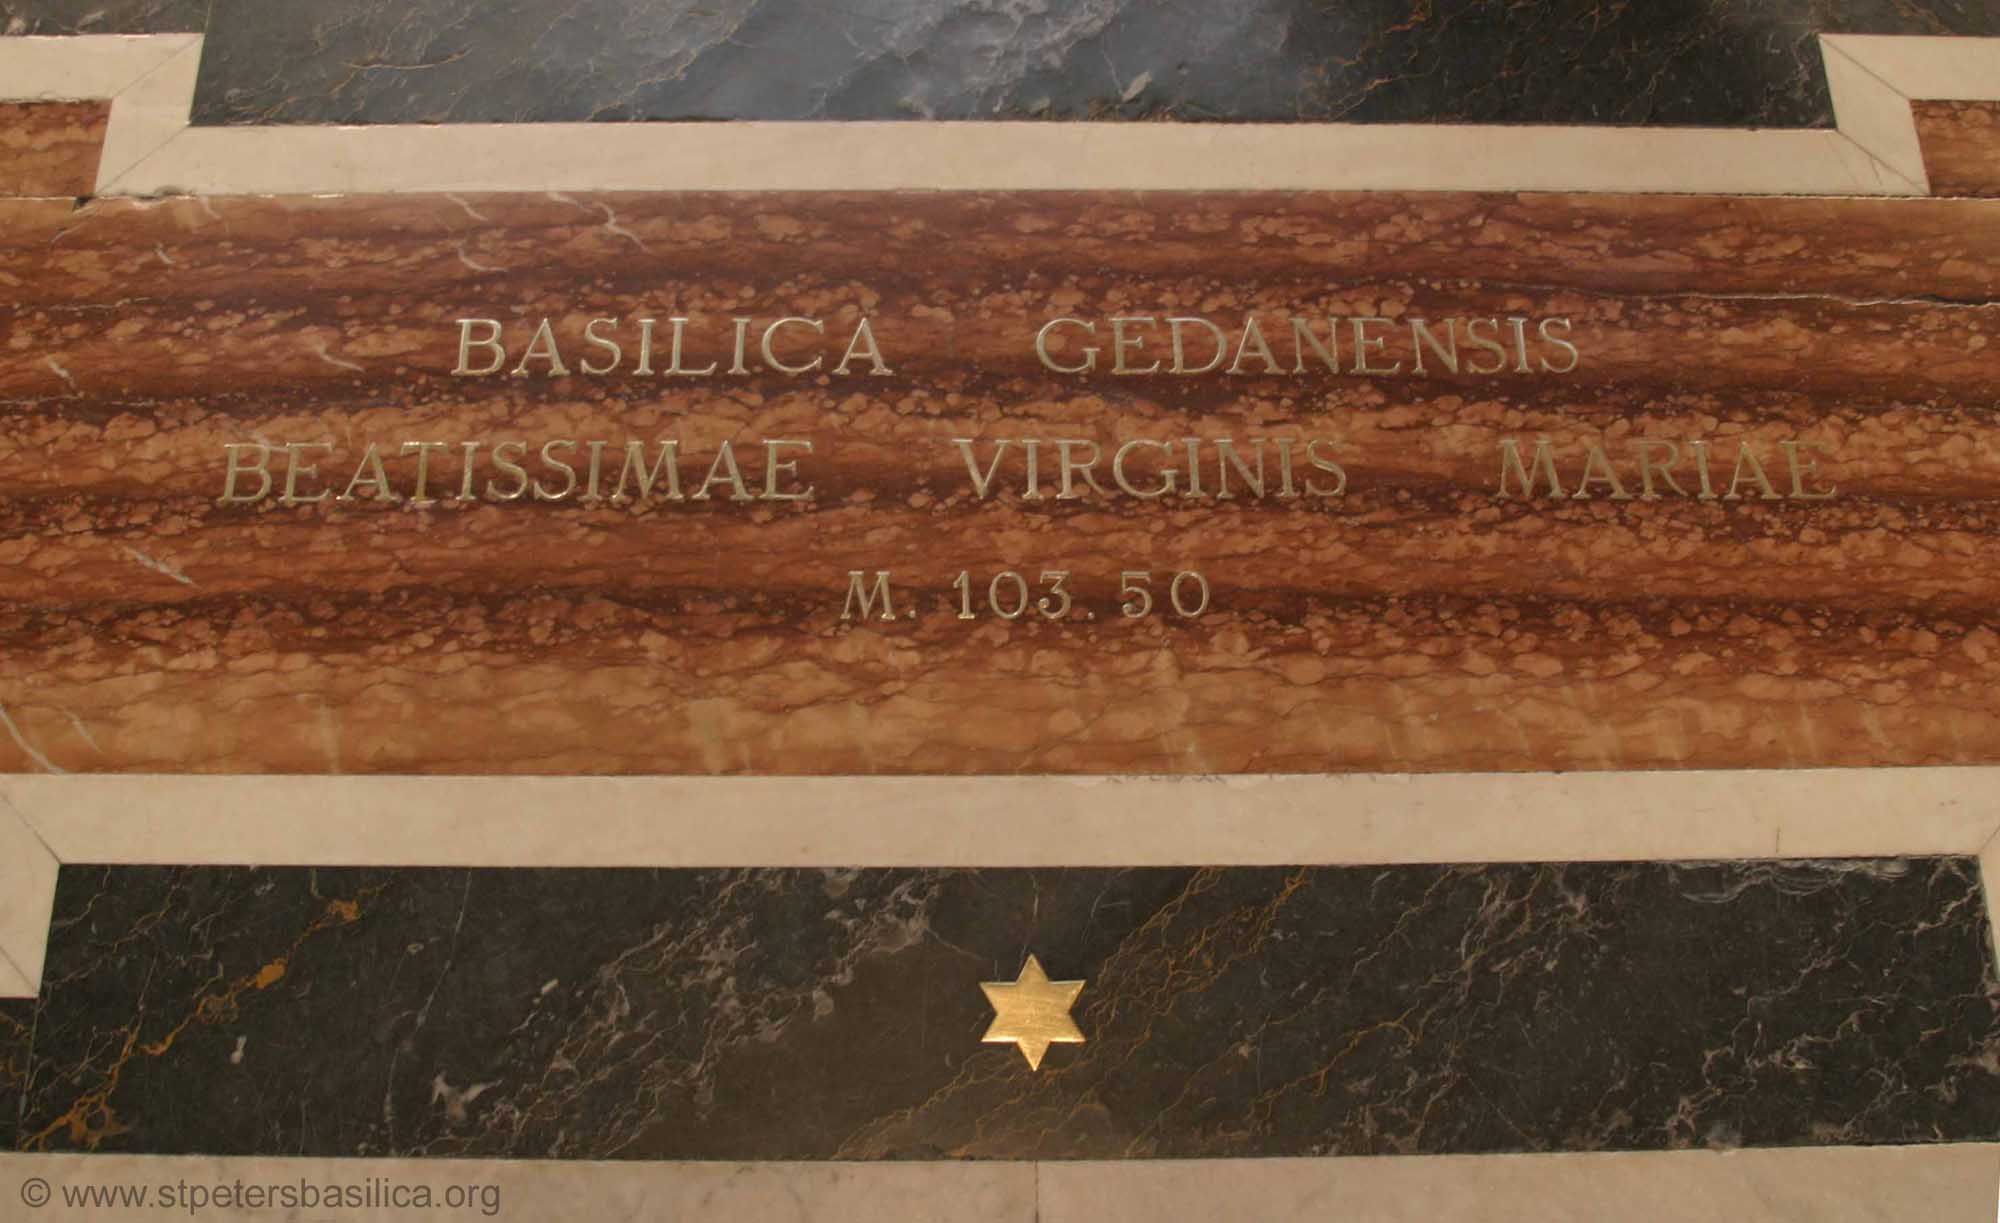 BASILICA GEDANENSIS
BEATISSIMAE VIRGINIS MARIAE
M. 103.50
© www.stpetersbasilica.org